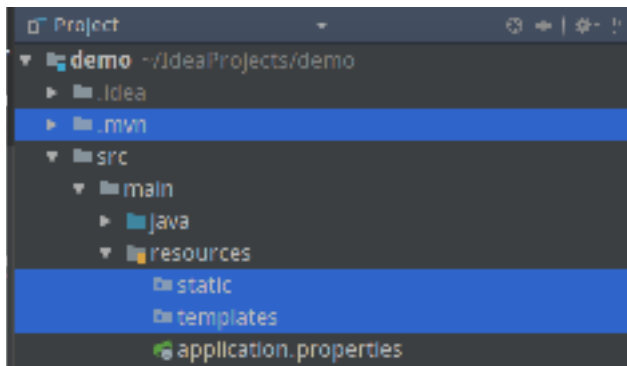 Project
demo ~/IdeaProjects/demo
.idea
.mvn
src
main
java
resources
static
templates
application.properties